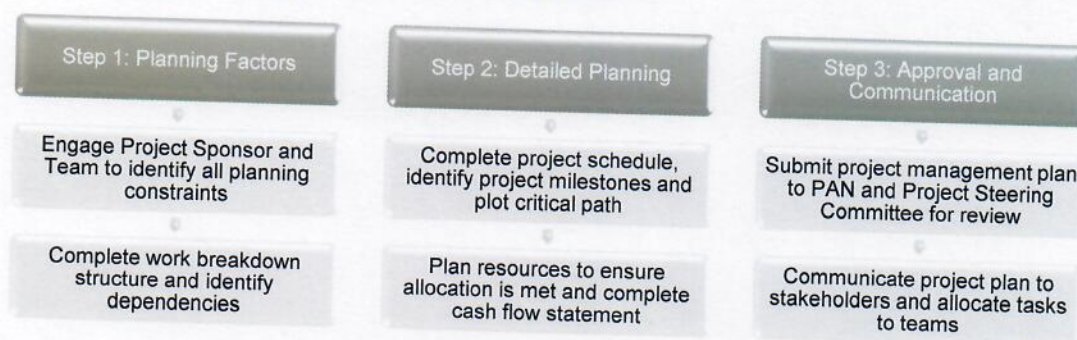 Step 1: Planning Factors
Engage Project Sponsor and
Team to identify all planning
constraints
Complete work breakdown
structure and identify
dependencies
Step 2: Detailed Planning
Complete project schedule,
identify project milestones and
plot critical path
Plan resources to ensure
allocation is met and complete
cash flow statement
Step 3: Approval and
Communication
Submit project management plan
to PAN and Project Steering
Committee for review
Communicate project plan to
stakeholders and allocate tasks
to teams